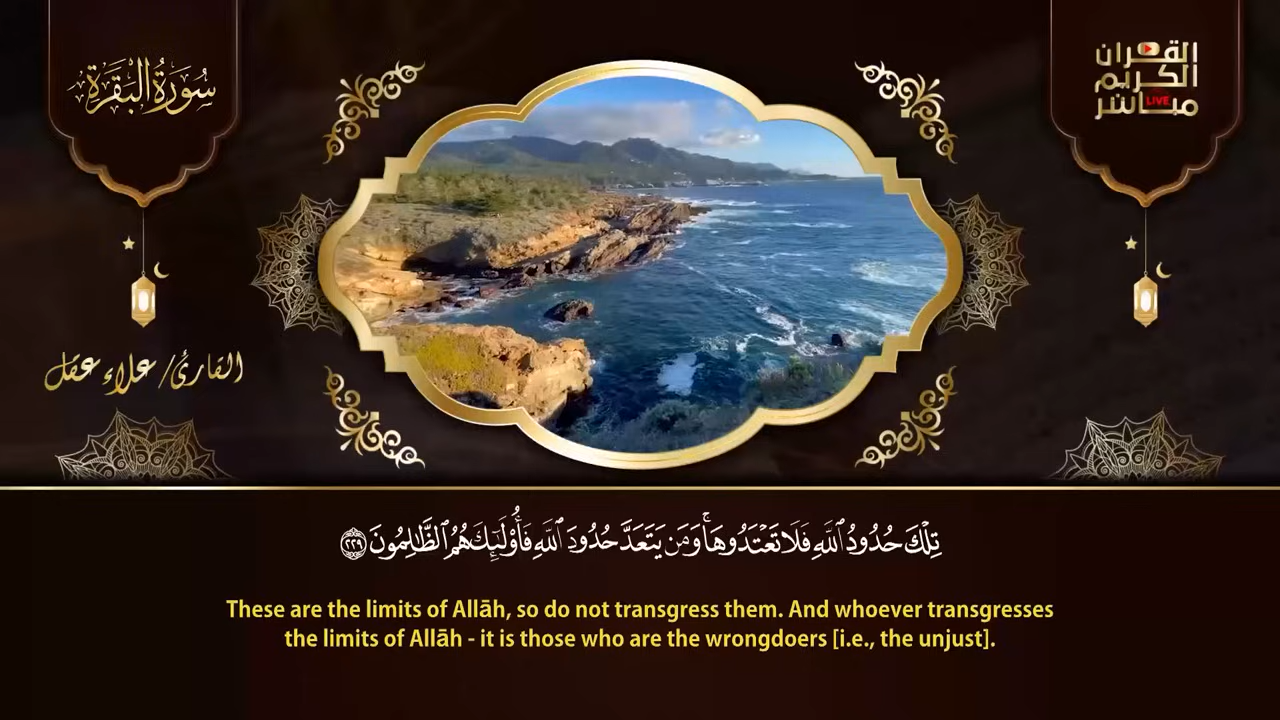 سُورَةُ البَقَرَةِ
القرآن
الكريم
LIVE
مباشر
القارئ/ علاء عقل
تِلْكَ حُدُودُ ٱللَّهِ فَلَا تَعْتَدُوهَاۚ وَمَن يَتَعَدَّ حُدُودَ ٱللَّهِ فَأُو۟لَـٰٓئِكَ هُمُ ٱلظَّـٰلِمُونَ ٢٢٩
These are the limits of Allāh, so do not transgress them. And whoever transgresses
the limits of Allāh - it is those who are the wrongdoers [i.e., the unjust].